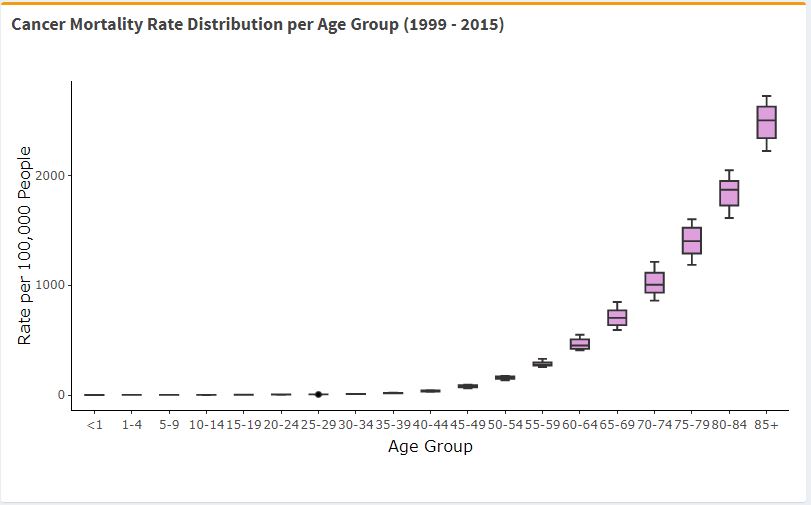 Cancer Mortality Rate Distribution per Age Group (1999 - 2015)
Rate per 100,000 People
2000
1000
0
<1 1-4 5-9 10-14 15-19 20-24 25-29 30-34 35-39 40-44 45-49 50-54 55-59 60-64 65-69 70-74 75-79 80-84 85+
Age Group